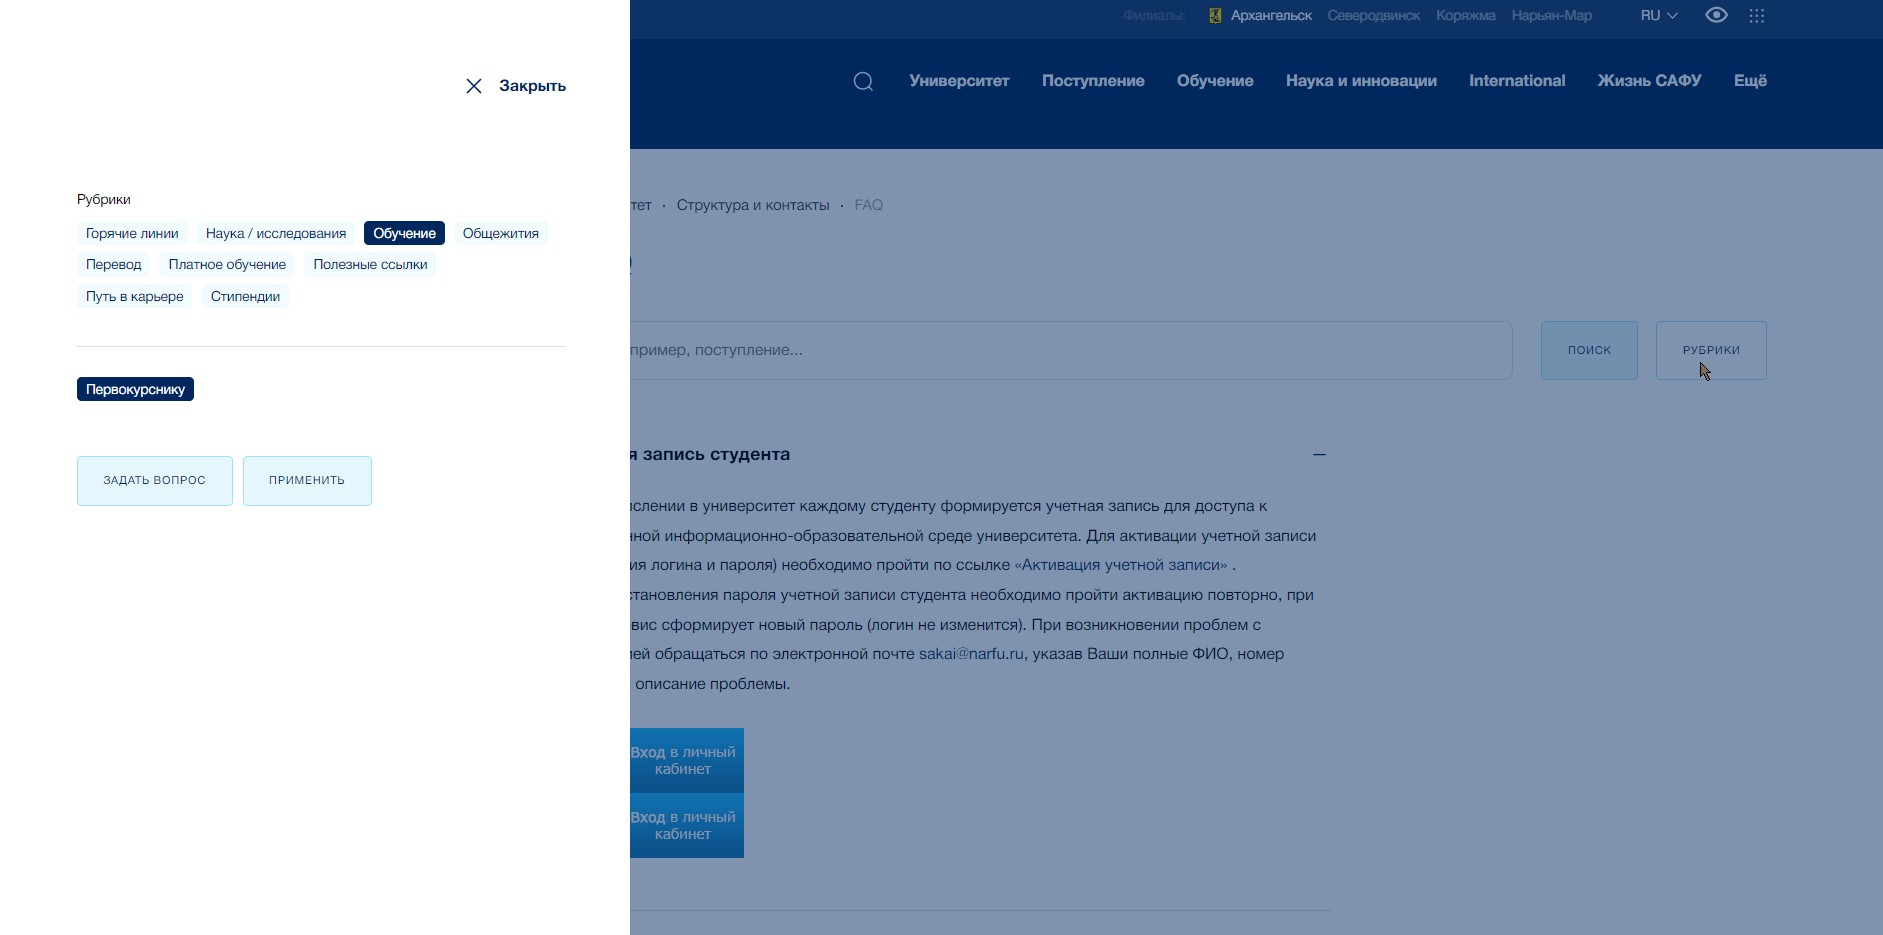 Закрыть
Рубрики
Горячие линии Наука / исследования Обучение Общежития
Перевод Платное обучение Полезные ссылки
Путь в карьере Стипендии
Первокурснику
ЗАДАТЬ ВОПРОС ПРИМЕНИТЬ
Филиалы: Архангельск Северодвинск Коряжма Нарьян-Мар RU
Университет Поступление Обучение Наука и инновации International Жизнь САФУ Ещё
тет · Структура и контакты · FAQ
пример, поступление...
ПОИСК РУБРИКИ
я запись студента
ислении в университет каждому студенту формируется учетная запись для доступа к
нной информационно-образовательной среде университета. Для активации учетной записи
ия логина и пароля) необходимо пройти по ссылке «Активация учетной записи» .
становления пароля учетной записи студента необходимо пройти активацию повторно, при
вис сформирует новый пароль (логин не изменится). При возникновении проблем с
ией обращаться по электронной почте sakai@narfu.ru, указав Ваши полные ФИО, номер
описание проблемы.
Вход в личный
кабинет
Вход в личный
кабинет